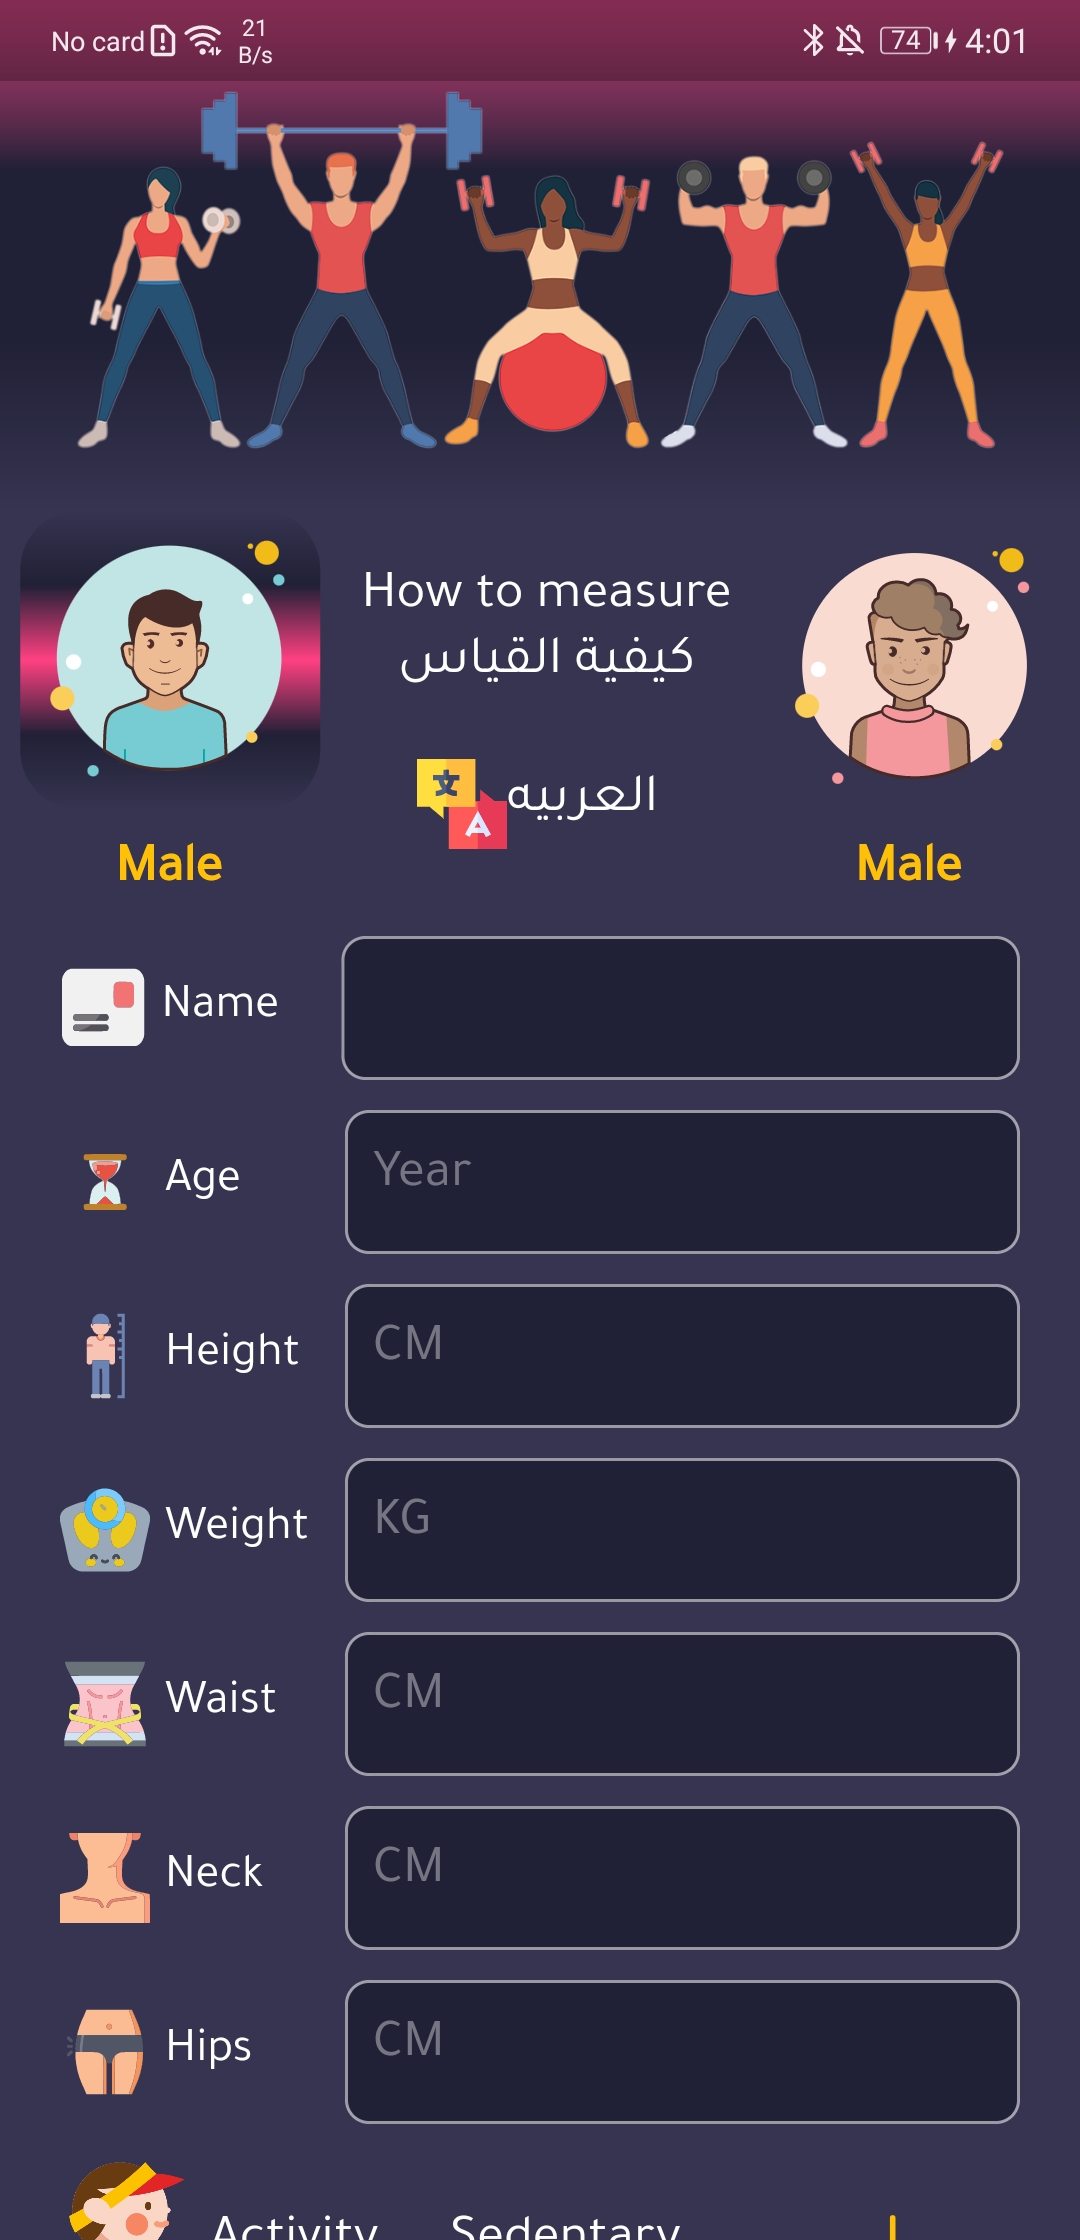 No card 21 B/s 74 4:01
How to measure
كيفية القياس
文 A العربيه
Male Male
Name
Age Year
Height CM
Weight KG
Waist CM
Neck CM
Hips CM
Activity Sedentary